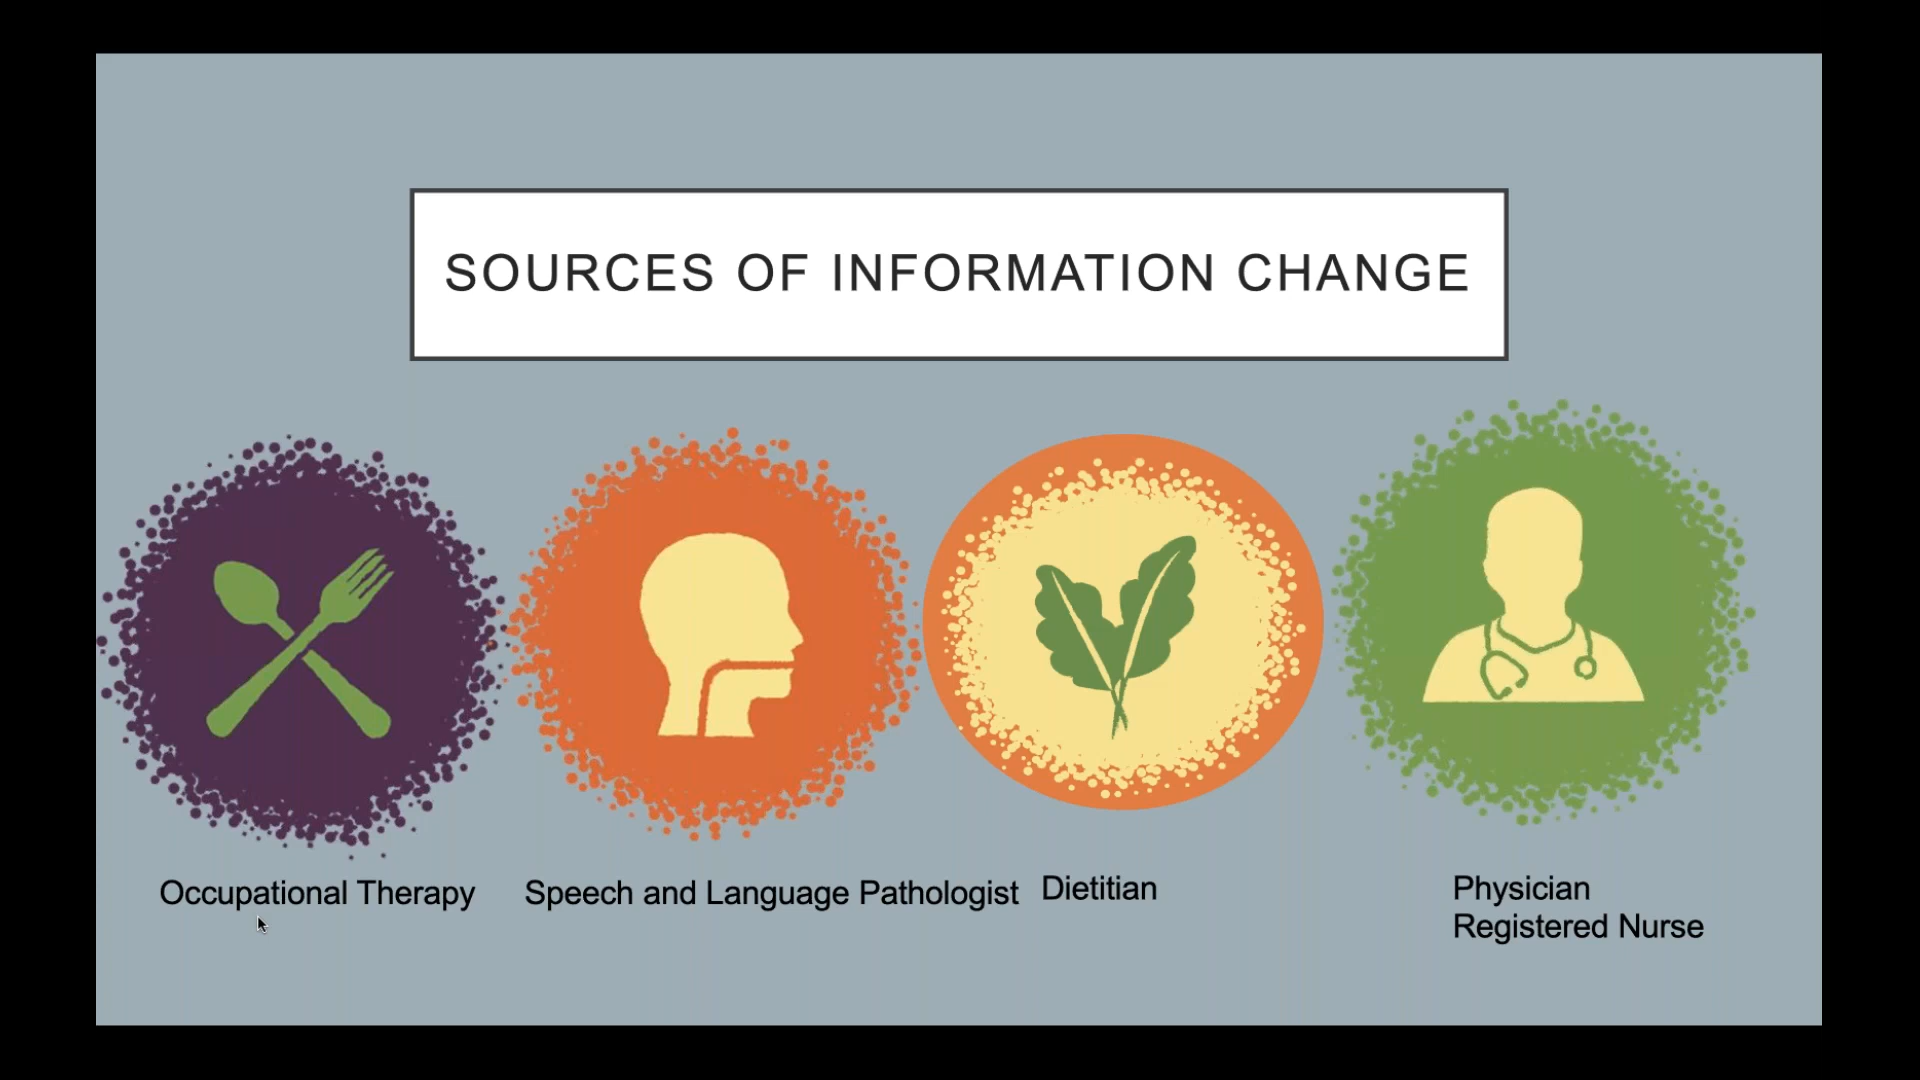 SOURCES OF INFORMATION CHANGE
Occupational Therapy
Speech and Language Pathologist
Dietitian
Physician
Registered Nurse